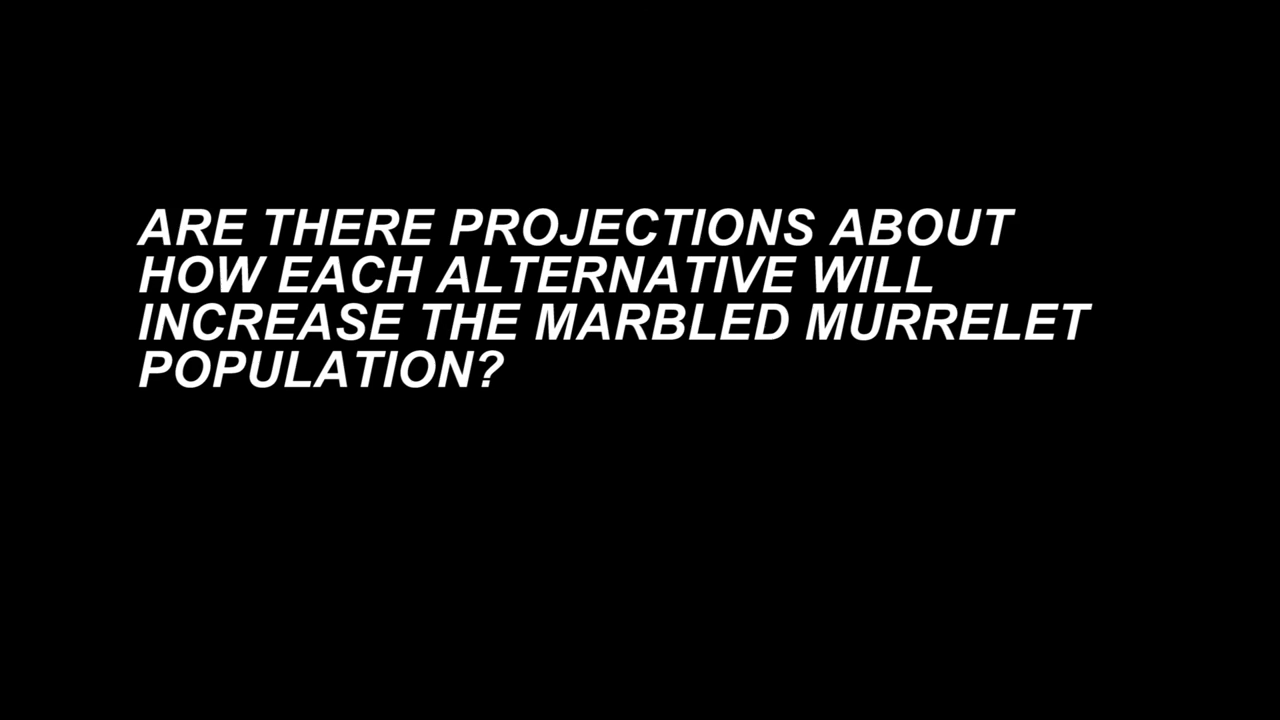 ARE THERE PROJECTIONS ABOUT
HOW EACH ALTERNATIVE WILL
INCREASE THE MARBLED MURRELET
POPULATION?